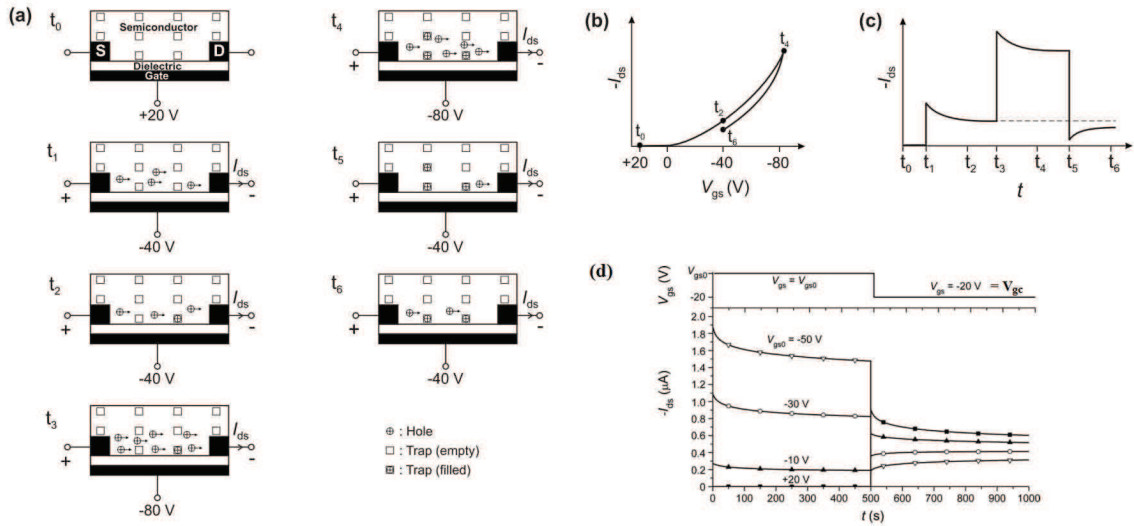 (a)
t0
Semiconductor
S
D
Dielectric
Gate
+20 V
t1
Ids
+
-
-40 V
t2
Ids
+
-
-40 V
t3
Ids
+
-
-80 V
t4
Ids
+
-
-80 V
t5
Ids
+
-
-40 V
t6
Ids
+
-
-40 V
: Hole
: Trap (empty)
: Trap (filled)
(b)
-Ids
t4
t2
t6
t0
+20 0 -40 -80
Vgs (V)
(c)
-Ids
t0 t1 t2 t3 t4 t5 t6
t
(d)
Vgs (V)
Vgs0
-20
Vgs = Vgs0
Vgs = -20 V = Vgc
-Ids (μA)
2.0
1.8
1.6
1.4
1.2
1.0
0.8
0.6
0.4
0.2
0
Vgs0 = -50 V
-30 V
-10 V
+20 V
0 100 200 300 400 500 600 700 800 900 1000
t (s)